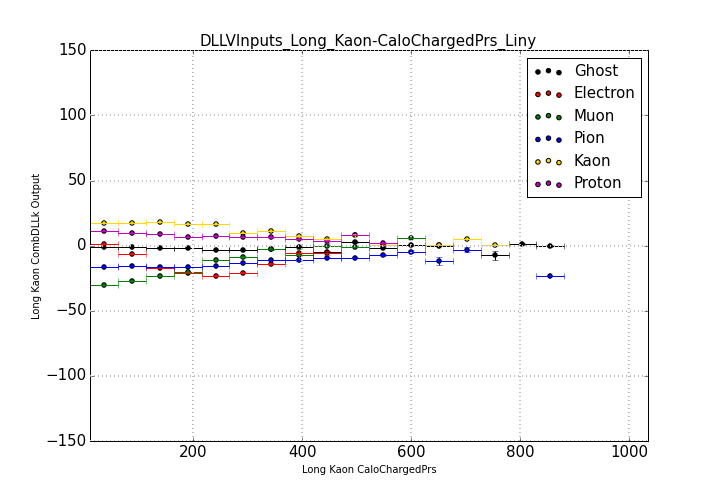 DLLVInputs_Long_Kaon-CaloChargedPrs_Liny
150
100
50
0
−50
−100
−150
Long Kaon CombDLLk Output
Ghost
Electron
Muon
Pion
Kaon
Proton
200
400
600
800
1000
Long Kaon CaloChargedPrs